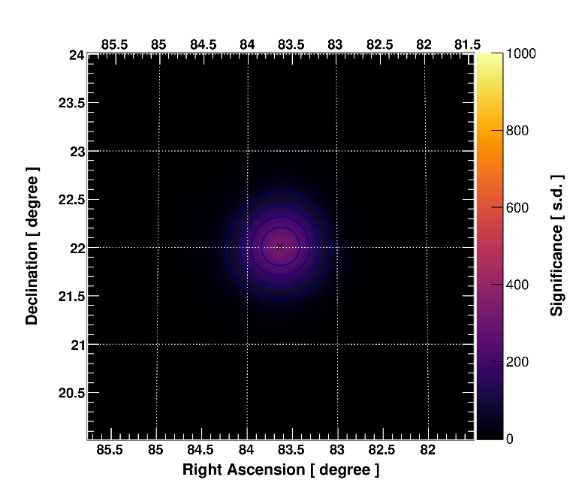 85.5 85 84.5 84 83.5 83 82.5 82 81.5
24
23.5
23
22.5
22
21.5
21
20.5
Declination [ degree ]
85.5 85 84.5 84 83.5 83 82.5 82
Right Ascension [ degree ]
1000
800
600
400
200
0
Significance [ s.d. ]